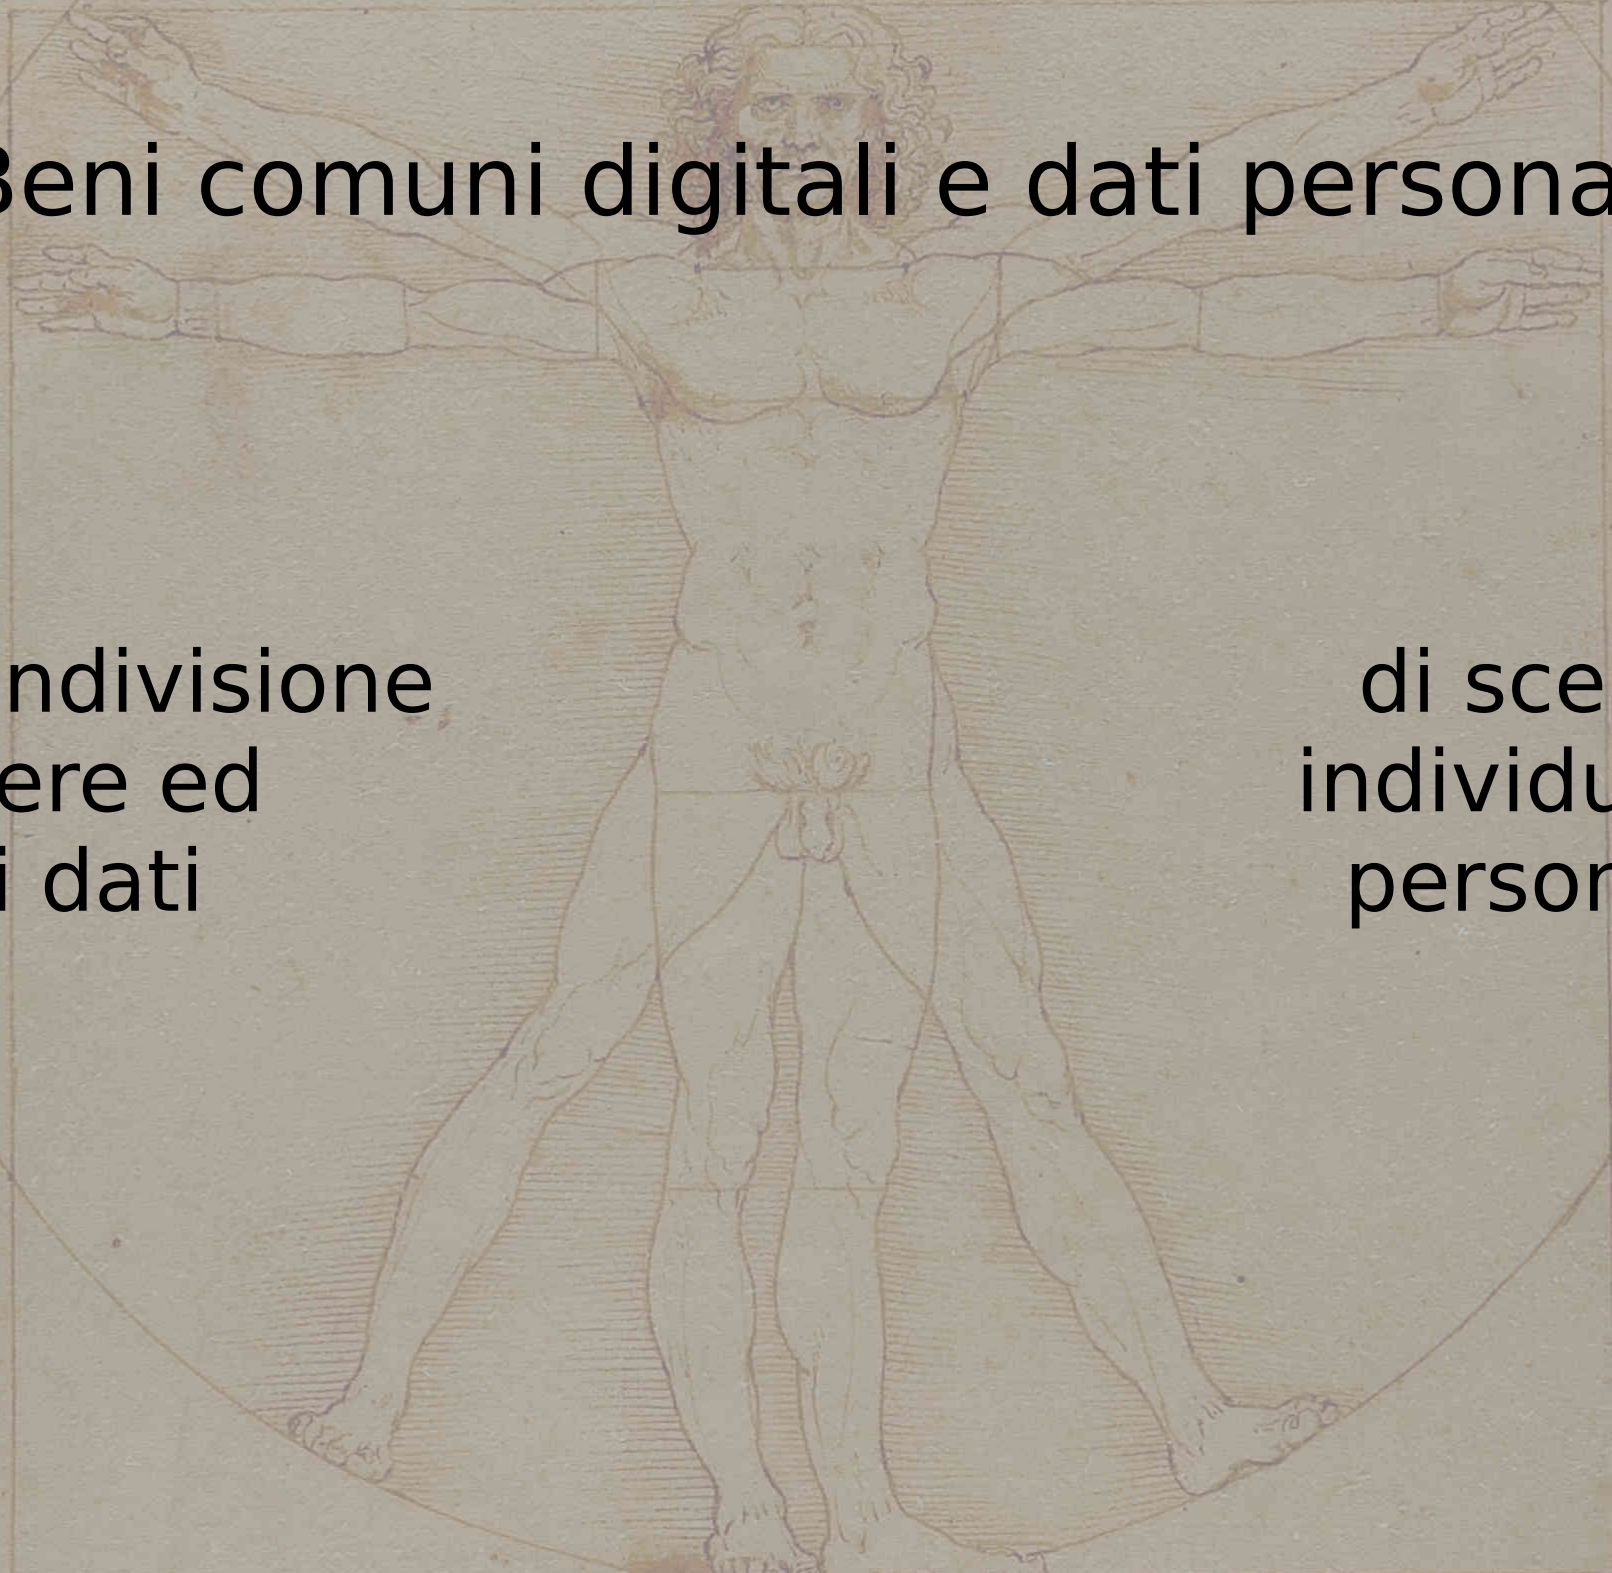 Beni comuni digitali e dati persona
ndivisione
ere ed
i dati
di sce
individu
person